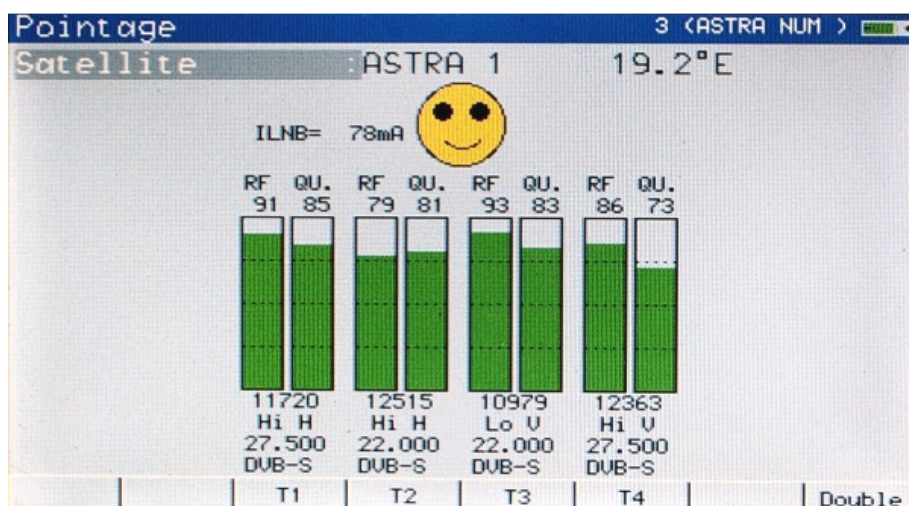 Pointage 3 (ASTRA NUM )
Satellite :ASTRA 1 19.2°E
ILNB= 78mA
RF QU. RF QU. RF QU. RF QU.
91 85 79 81 93 83 86 73
11720 12515 10979 12363
Hi H Hi H Lo V Hi V
27.500 22.000 22.000 27.500
DVB-S DVB-S DVB-S DVB-S
T1 T2 T3 T4 Double